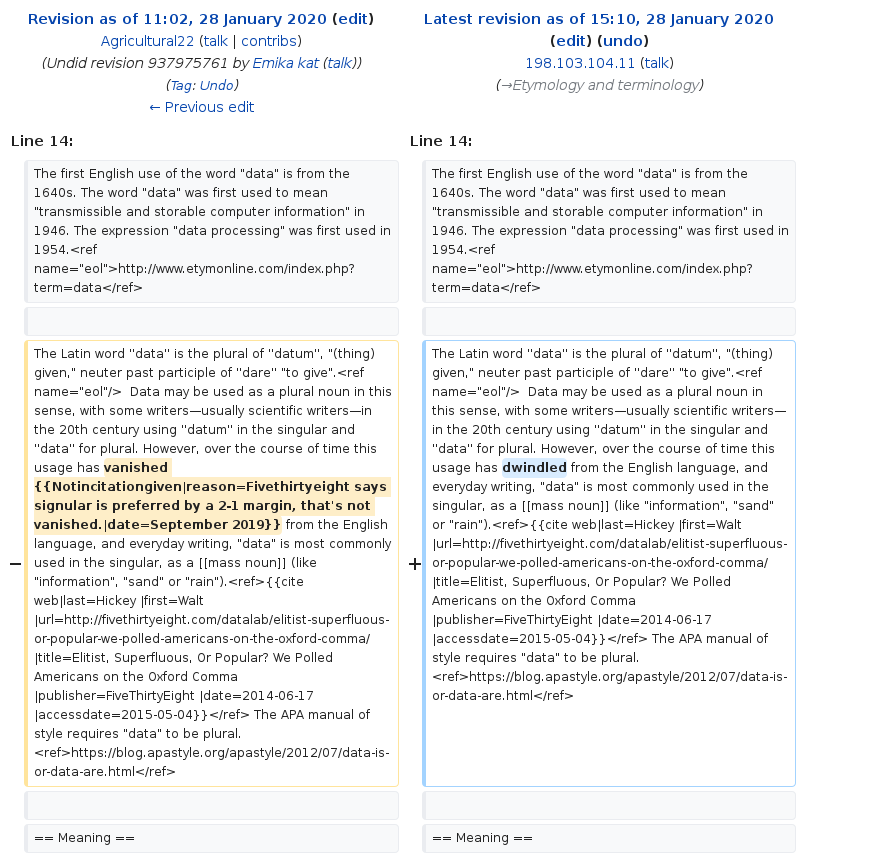 Revision as of 11:02, 28 January 2020 (edit)
Agricultural22 (talk | contribs)
(Undid revision 937975761 by Emika kat (talk))
(Tag: Undo)
← Previous edit
Latest revision as of 15:10, 28 January 2020
(edit) (undo)
198.103.104.11 (talk)
(→Etymology and terminology)
Line 14:
The first English use of the word "data" is from the
1640s. The word "data" was first used to mean
"transmissible and storable computer information" in
1946. The expression "data processing" was first used in
1954.<ref
name="eol">http://www.etymonline.com/index.php?
term=data</ref>
The Latin word ''data'' is the plural of ''datum'', "(thing)
given," neuter past participle of ''dare'' "to give".<ref
name="eol"/>  Data may be used as a plural noun in this
sense, with some writers—usually scientific writers—in
the 20th century using ''datum'' in the singular and
''data'' for plural. However, over the course of time this
usage has vanished
{{Notincitationgiven|reason=Fivethirtyeight says
signular is preferred by a 2-1 margin, that's not
vanished.|date=September 2019}} from the English
− language, and everyday writing, "data" is most commonly
used in the singular, as a [[mass noun]] (like
"information", "sand" or "rain").<ref>{{cite
web|last=Hickey |first=Walt
|url=http://fivethirtyeight.com/datalab/elitist-superfluous-
or-popular-we-polled-americans-on-the-oxford-comma/
|title=Elitist, Superfluous, Or Popular? We Polled
Americans on the Oxford Comma
|publisher=FiveThirtyEight |date=2014-06-17
|accessdate=2015-05-04}}</ref> The APA manual of
style requires "data" to be plural.
<ref>https://blog.apastyle.org/apastyle/2012/07/data-is-
or-data-are.html</ref>
== Meaning ==
Line 14:
The first English use of the word "data" is from the
1640s. The word "data" was first used to mean
"transmissible and storable computer information" in
1946. The expression "data processing" was first used in
1954.<ref
name="eol">http://www.etymonline.com/index.php?
term=data</ref>
The Latin word ''data'' is the plural of ''datum'', "(thing)
given," neuter past participle of ''dare'' "to give".<ref
name="eol"/>  Data may be used as a plural noun in
this sense, with some writers—usually scientific writers—
in the 20th century using ''datum'' in the singular and
''data'' for plural. However, over the course of time this
usage has dwindled from the English language, and
everyday writing, "data" is most commonly used in the
singular, as a [[mass noun]] (like "information", "sand"
or "rain").<ref>{{cite web|last=Hickey |first=Walt
|url=http://fivethirtyeight.com/datalab/elitist-superfluous-
+ or-popular-we-polled-americans-on-the-oxford-comma/
|title=Elitist, Superfluous, Or Popular? We Polled
Americans on the Oxford Comma
|publisher=FiveThirtyEight |date=2014-06-17
|accessdate=2015-05-04}}</ref> The APA manual of
style requires "data" to be plural.
<ref>https://blog.apastyle.org/apastyle/2012/07/data-is-
or-data-are.html</ref>
== Meaning ==